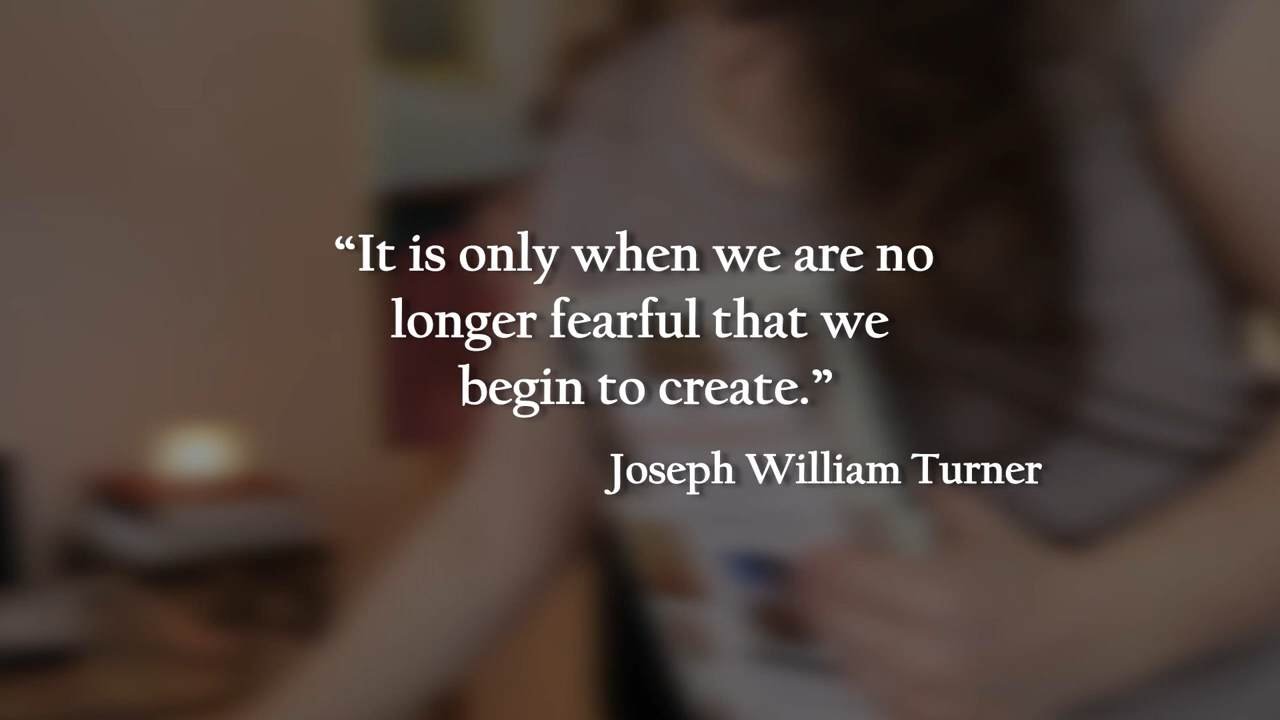 “It is only when we are no
longer fearful that we
begin to create.”
Joseph William Turner